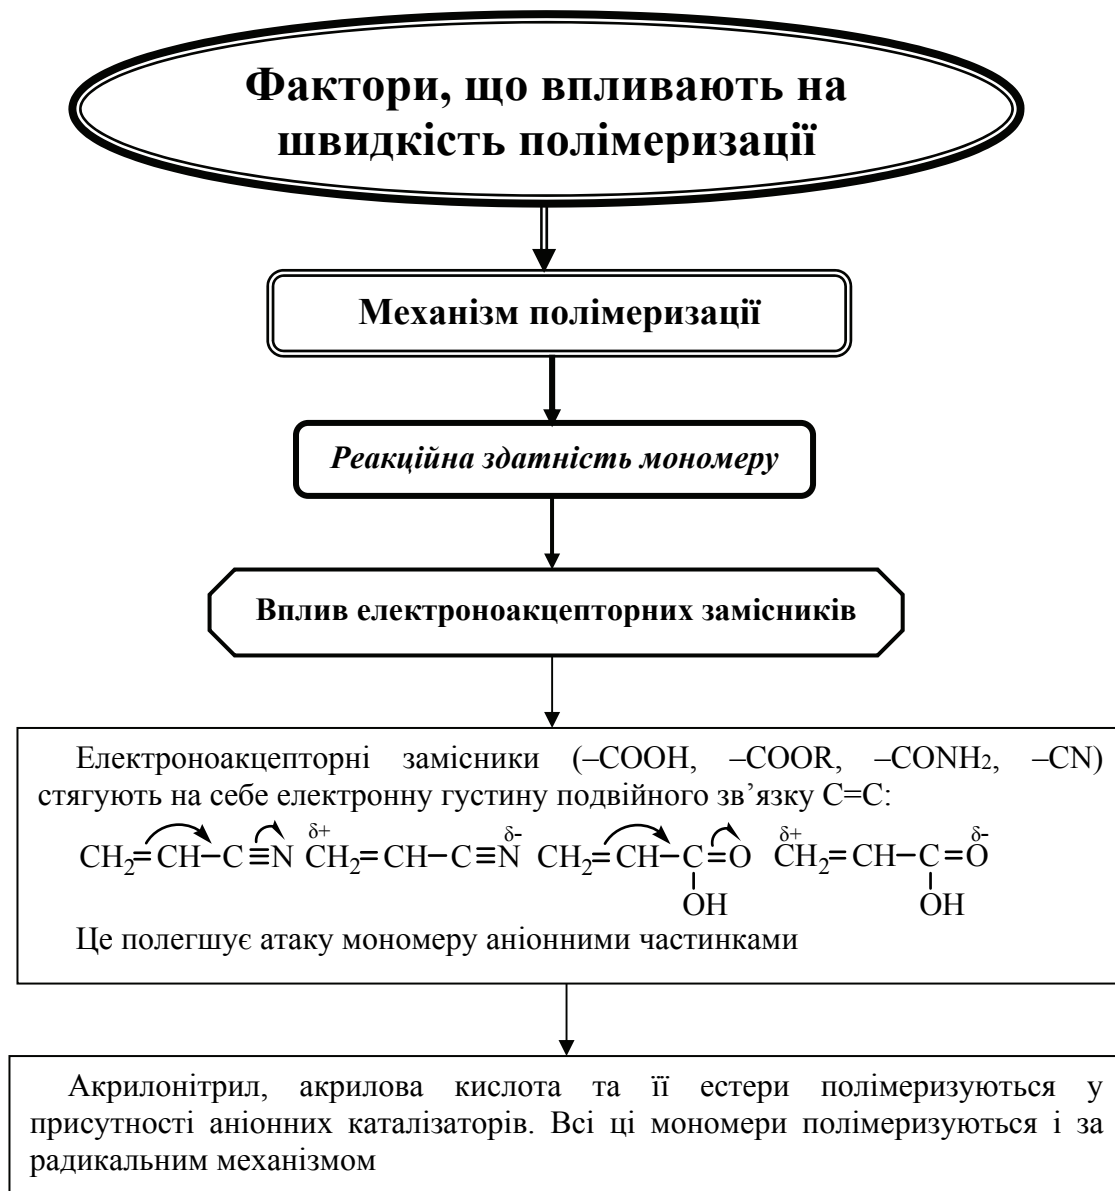 Фактори, що впливають на
швидкість полімеризації
Механізм полімеризації
Реакційна здатність мономеру
Вплив електроноакцепторних замісників
Електроноакцепторні замісники (–COOH, –COOR, –CONH₂, –CN)
стягують на себе електронну густину подвійного зв’язку С=С:
δ+ δ- δ+ δ-
CH₂=CH–C≡N CH₂=CH–C≡N CH₂=CH–C=O CH₂=CH–C=O
OH OH
Це полегшує атаку мономеру аніонними частинками
Акрилонітрил, акрилова кислота та її естери полімеризуються у
присутності аніонних каталізаторів. Всі ці мономери полімеризуються і за
радикальним механізмом